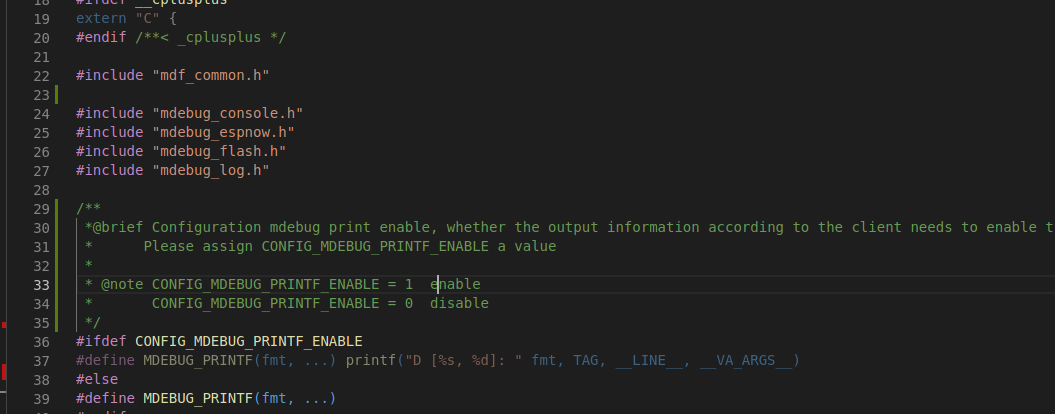 18 #ifdef __cplusplus
19 extern "C" {
20 #endif /**< _cplusplus */
21
22 #include "mdf_common.h"
23
24 #include "mdebug_console.h"
25 #include "mdebug_espnow.h"
26 #include "mdebug_flash.h"
27 #include "mdebug_log.h"
28
29 /**
30  *@brief Configuration mdebug print enable, whether the output information according to the client needs to enable t
31  *      Please assign CONFIG_MDEBUG_PRINTF_ENABLE a value
32  *
33  * @note CONFIG_MDEBUG_PRINTF_ENABLE = 1  enable
34  *       CONFIG_MDEBUG_PRINTF_ENABLE = 0  disable
35  */
36 #ifdef CONFIG_MDEBUG_PRINTF_ENABLE
37 #define MDEBUG_PRINTF(fmt, ...) printf("D [%s, %d]: " fmt, TAG, __LINE__, __VA_ARGS__)
38 #else
39 #define MDEBUG_PRINTF(fmt, ...)